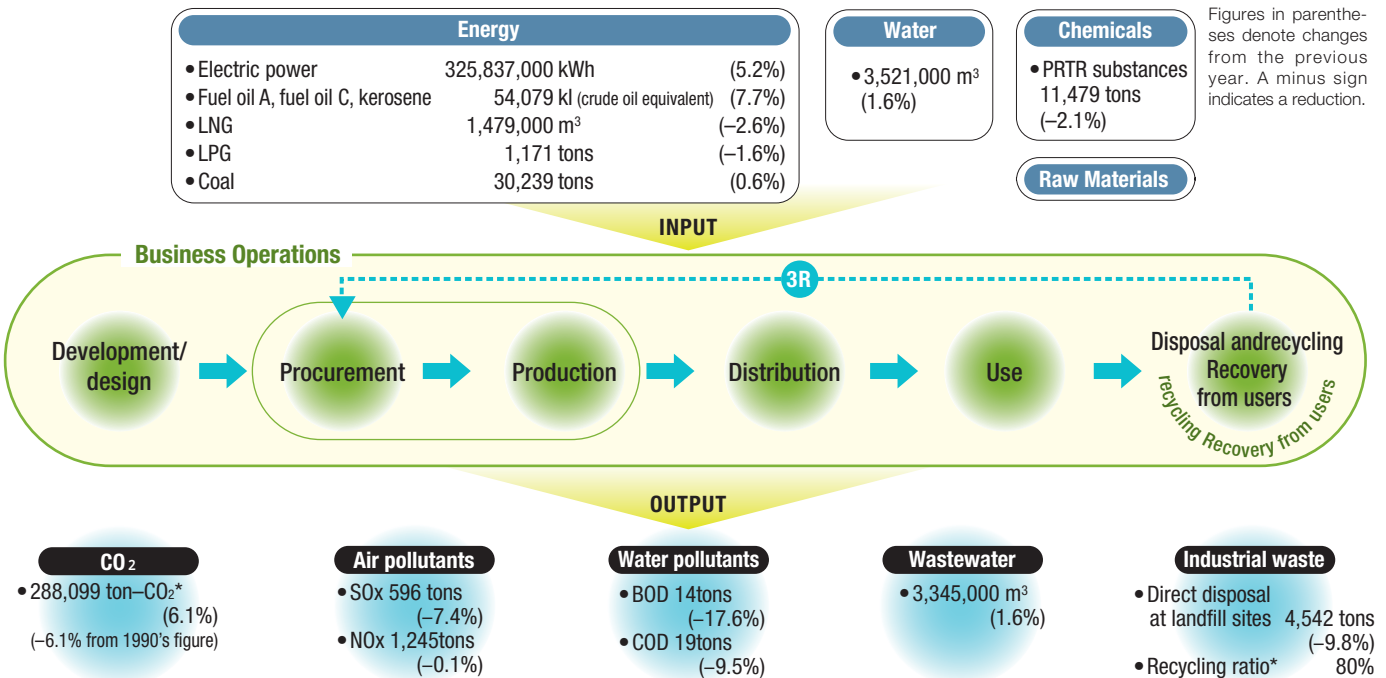 Energy
• Electric power 325,837,000 kWh (5.2%)
• Fuel oil A, fuel oil C, kerosene 54,079 kl (crude oil equivalent) (7.7%)
• LNG 1,479,000 m³ (–2.6%)
• LPG 1,171 tons (–1.6%)
• Coal 30,239 tons (0.6%)
Water
• 3,521,000 m³
(1.6%)
Chemicals
• PRTR substances
11,479 tons
(–2.1%)
Raw Materials
Figures in parenthe-
ses denote changes
from the previous
year. A minus sign
indicates a reduction.
INPUT
Business Operations
3R
Development/
design
Procurement
Production
Distribution
Use
Disposal andrecycling
Recovery
from users
recycling Recovery from users
OUTPUT
CO₂
• 288,099 ton–CO₂*
(6.1%)
(–6.1% from 1990's figure)
Air pollutants
• SOx 596 tons
(–7.4%)
• NOx 1,245tons
(–0.1%)
Water pollutants
• BOD 14tons
(–17.6%)
• COD 19tons
(–9.5%)
Wastewater
• 3,345,000 m³
(1.6%)
Industrial waste
• Direct disposal
at landfill sites 4,542 tons
(–9.8%)
• Recycling ratio* 80%